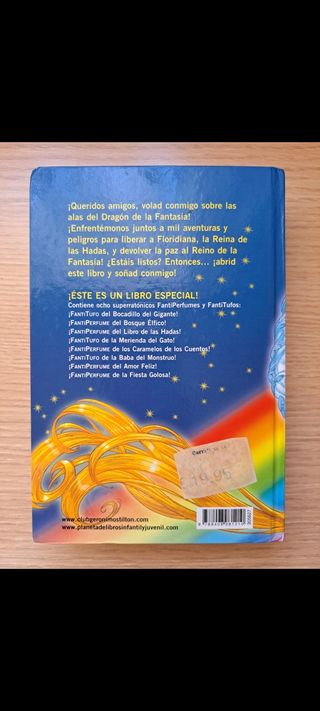 ¡Queridos amigos, volad conmigo sobre las
alas del Dragón de la Fantasía!
¡Enfrentémonos juntos a mil aventuras y
peligros para liberar a Floridiana, la Reina de
las Hadas, y devolver la paz al Reino de la
Fantasía! ¿Estáis listos? Entonces... ¡abrid
este libro y soñad conmigo!
¡ÉSTE ES UN LIBRO ESPECIAL!
Contiene ocho superratónicos FantiPerfumes y FantiTufos:
¡FANTITUFO del Bocadillo del Gigante!
¡FANTIPERFUME del Bosque Élfico!
¡FANTIPERFUME del Libro de las Hadas!
¡FANTITUFO de la Merienda del Gato!
¡FANTIPERFUME de los Caramelos de los Cuentos!
¡FANTITUFO de la Baba del Monstruo!
¡FANTIPERFUME del Amor Feliz!
¡FANTIPERFUME de la Fiesta Golosa!
19,95
www.clubgeronimostilton.com
www.planetadelibrosinfantilyjuvenil.com